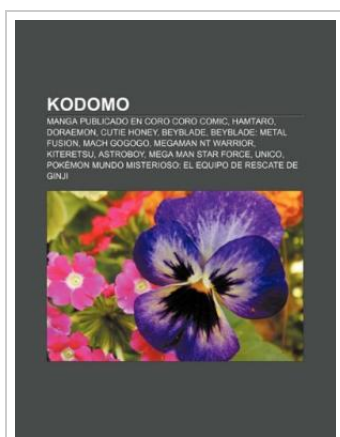 KODOMO
MANGA PUBLICADO EN CORO CORO COMIC, HAMTARO,
DORAEMON, CUTIE HONEY, BEYBLADE, BEYBLADE: METAL
FUSION, MACH GOGOGO, MEGAMAN NT WARRIOR,
KITERETSU, ASTROBOY, MEGA MAN STAR FORCE, UNICO,
POKÉMON MUNDO MISTERIOSO: EL EQUIPO DE RESCATE DE
GINJI